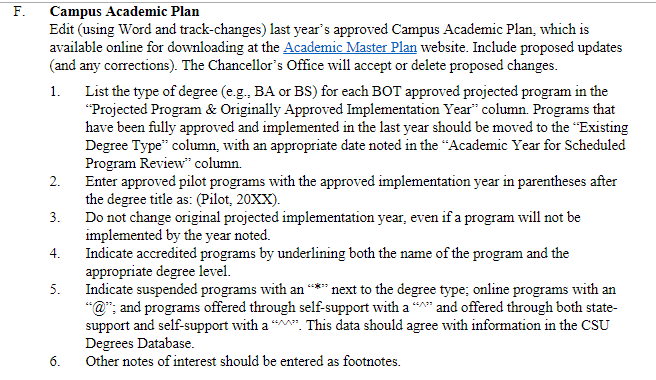 F. Campus Academic Plan
Edit (using Word and track-changes) last year’s approved Campus Academic Plan, which is
available online for downloading at the Academic Master Plan website. Include proposed updates
(and any corrections). The Chancellor’s Office will accept or delete proposed changes.
1. List the type of degree (e.g., BA or BS) for each BOT approved projected program in the
“Projected Program & Originally Approved Implementation Year” column. Programs that
have been fully approved and implemented in the last year should be moved to the “Existing
Degree Type” column, with an appropriate date noted in the “Academic Year for Scheduled
Program Review” column.
2. Enter approved pilot programs with the approved implementation year in parentheses after
the degree title as: (Pilot, 20XX).
3. Do not change original projected implementation year, even if a program will not be
implemented by the year noted.
4. Indicate accredited programs by underlining both the name of the program and the
appropriate degree level.
5. Indicate suspended programs with an “*” next to the degree type; online programs with an
“@”; and programs offered through self-support with a “^” and offered through both state-
support and self-support with a “^^”. This data should agree with information in the CSU
Degrees Database.
6. Other notes of interest should be entered as footnotes.